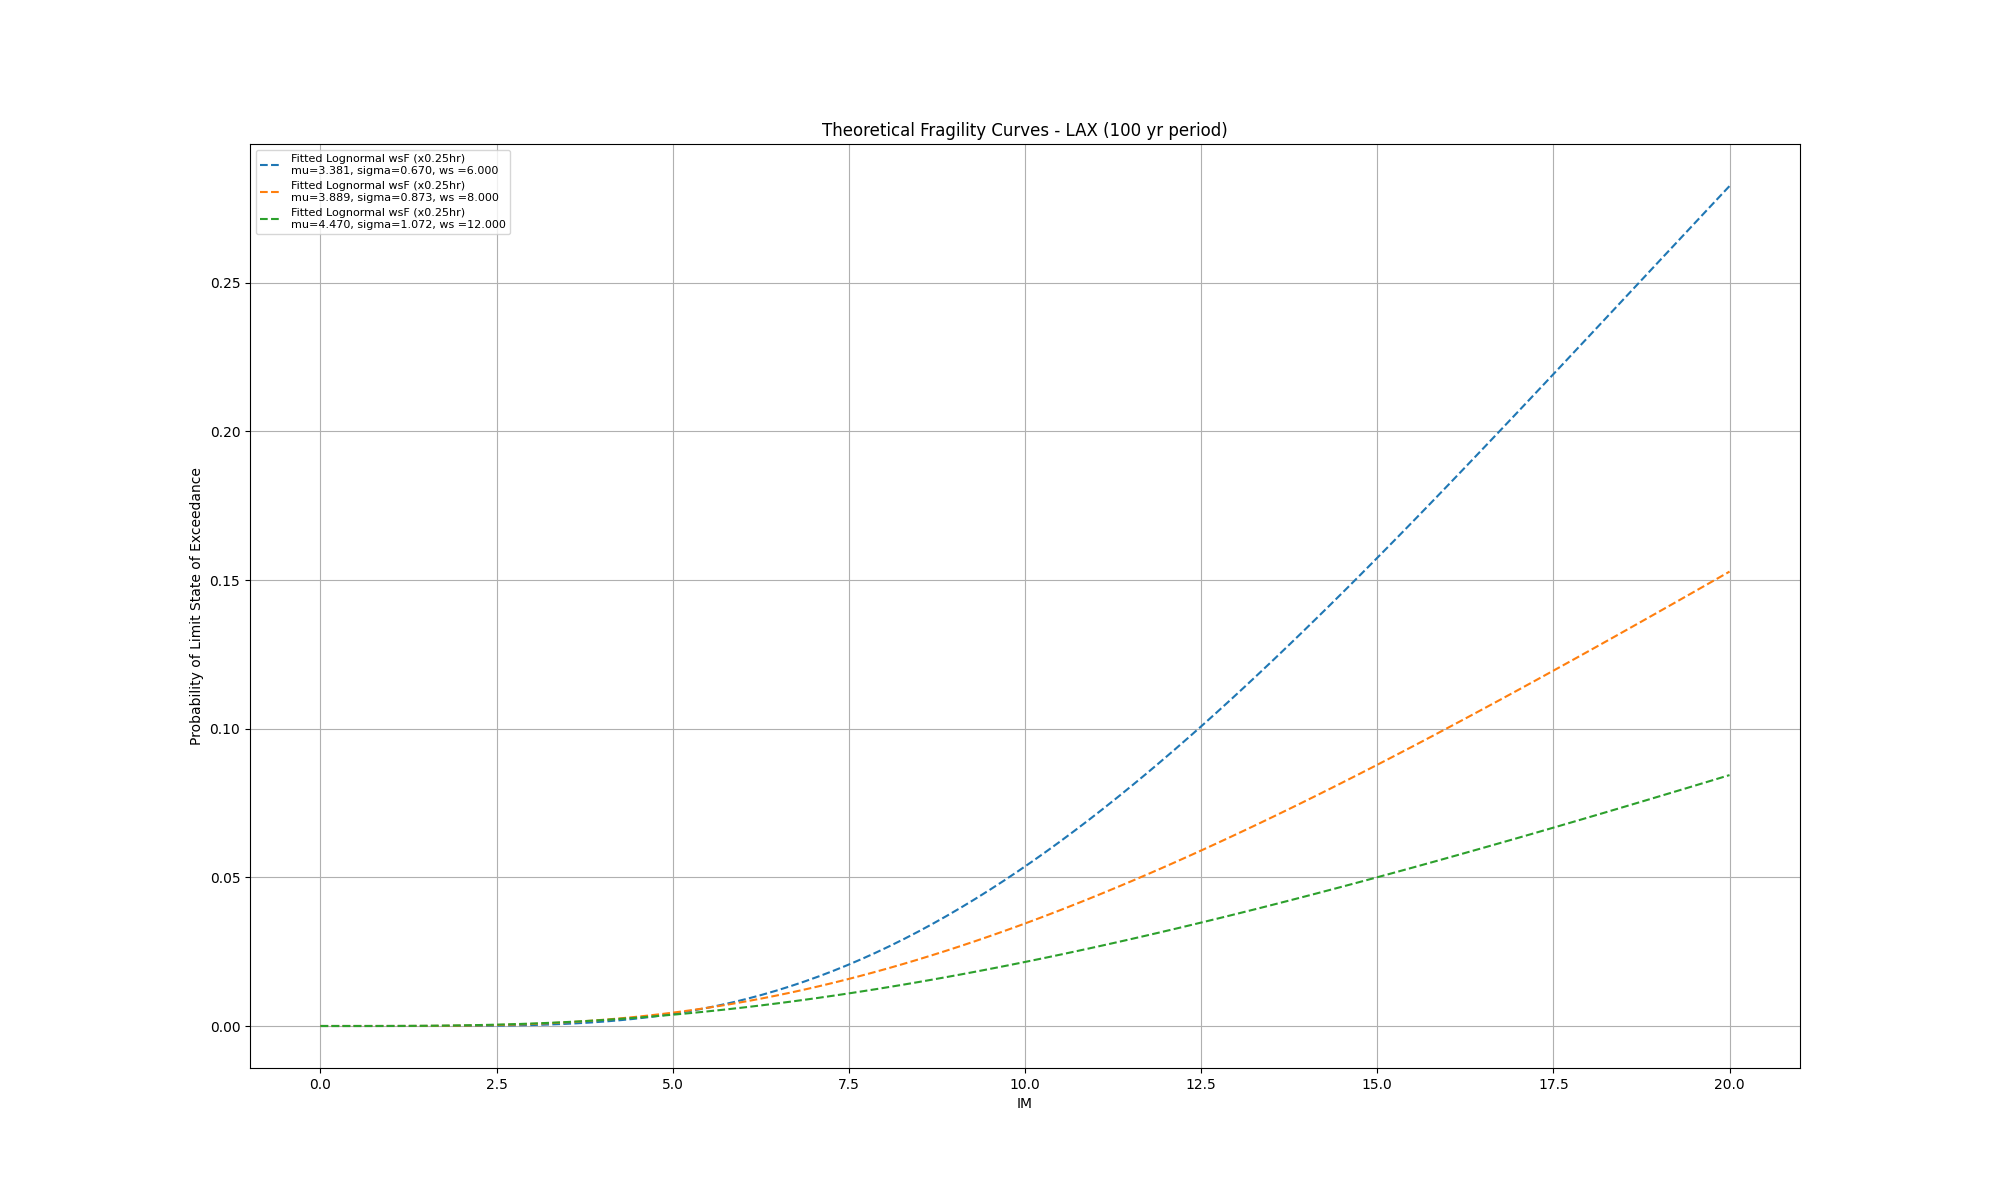 Theoretical Fragility Curves - LAX (100 yr period)
Fitted Lognormal wsF (x0.25hr)
mu=3.381, sigma=0.670, ws =6.000
Fitted Lognormal wsF (x0.25hr)
mu=3.889, sigma=0.873, ws =8.000
Fitted Lognormal wsF (x0.25hr)
mu=4.470, sigma=1.072, ws =12.000
Probability of Limit State of Exceedance
0.25
0.20
0.15
0.10
0.05
0.00
0.0 2.5 5.0 7.5 10.0 12.5 15.0 17.5 20.0
IM